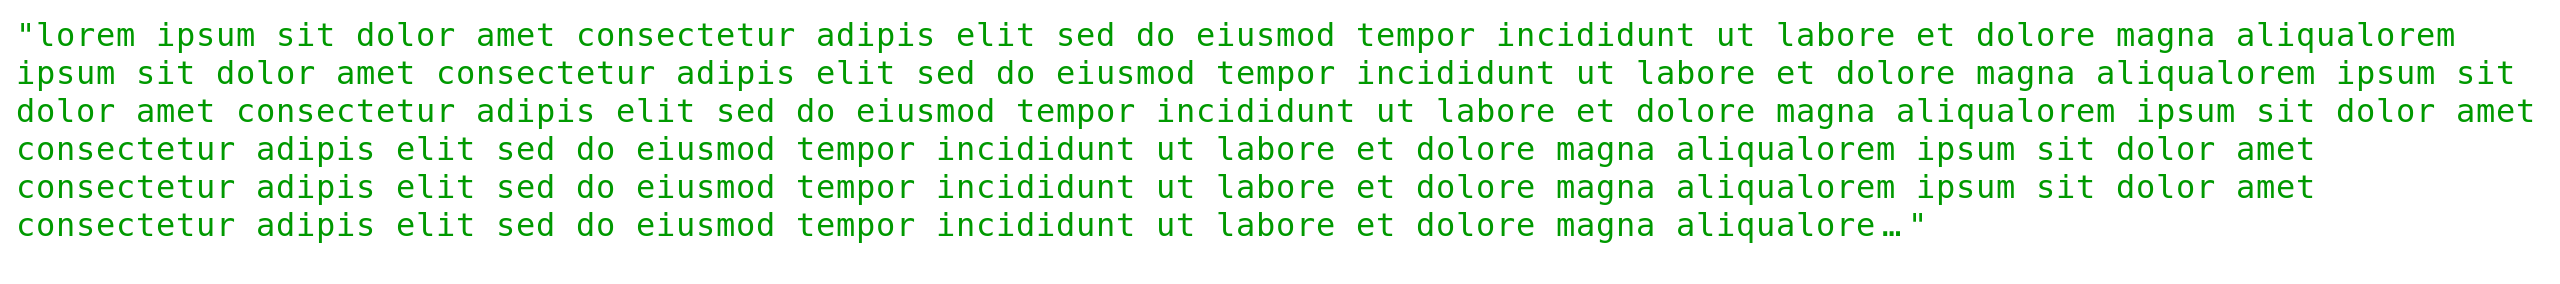 "lorem ipsum sit dolor amet consectetur adipis elit sed do eiusmod tempor incididunt ut labore et dolore magna aliqualorem
ipsum sit dolor amet consectetur adipis elit sed do eiusmod tempor incididunt ut labore et dolore magna aliqualorem ipsum sit
dolor amet consectetur adipis elit sed do eiusmod tempor incididunt ut labore et dolore magna aliqualorem ipsum sit dolor amet
consectetur adipis elit sed do eiusmod tempor incididunt ut labore et dolore magna aliqualorem ipsum sit dolor amet
consectetur adipis elit sed do eiusmod tempor incididunt ut labore et dolore magna aliqualorem ipsum sit dolor amet
consectetur adipis elit sed do eiusmod tempor incididunt ut labore et dolore magna aliqualore…"